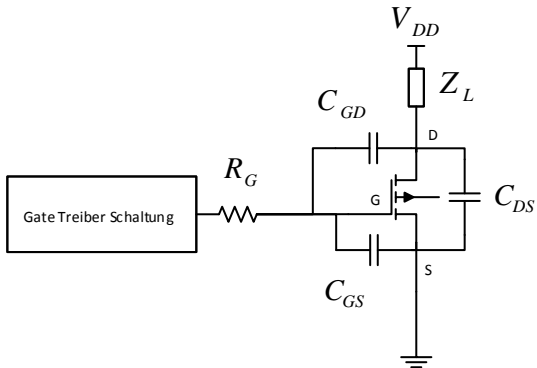 V_DD
Z_L
C_GD
D
R_G
G
Gate Treiber Schaltung
C_DS
S
C_GS